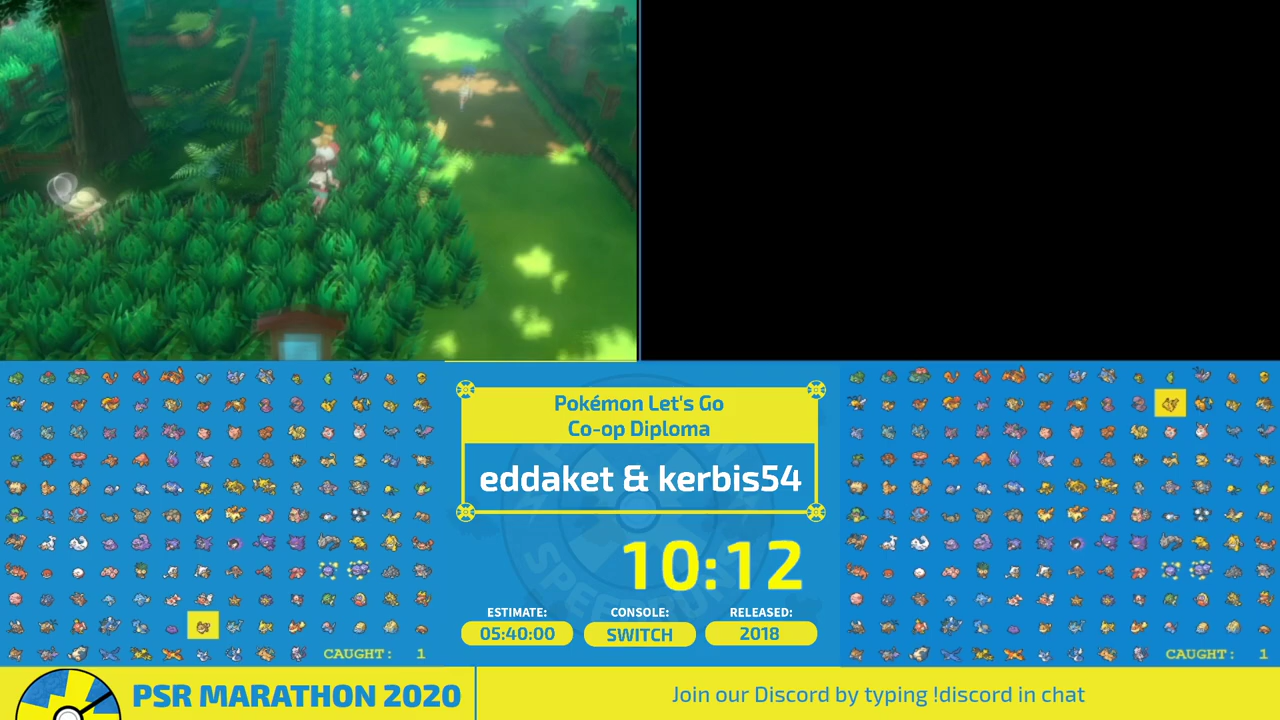 Pokémon Let's Go
Co-op Diploma
eddaket & kerbis54
10:12
ESTIMATE: CONSOLE: RELEASED:
05:40:00 SWITCH 2018
CAUGHT: 1
CAUGHT: 1
PSR MARATHON 2020
Join our Discord by typing !discord in chat